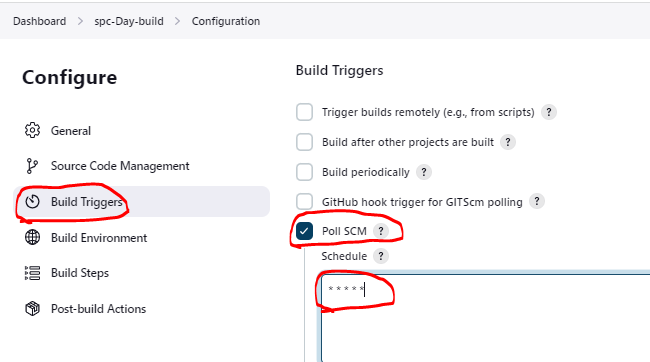 Dashboard > spc-Day-build > Configuration
Configure
General
Source Code Management
Build Triggers
Build Environment
Build Steps
Post-build Actions
Build Triggers
Trigger builds remotely (e.g., from scripts) ?
Build after other projects are built ?
Build periodically ?
GitHub hook trigger for GITScm polling ?
Poll SCM ?
Schedule ?
* * * * *